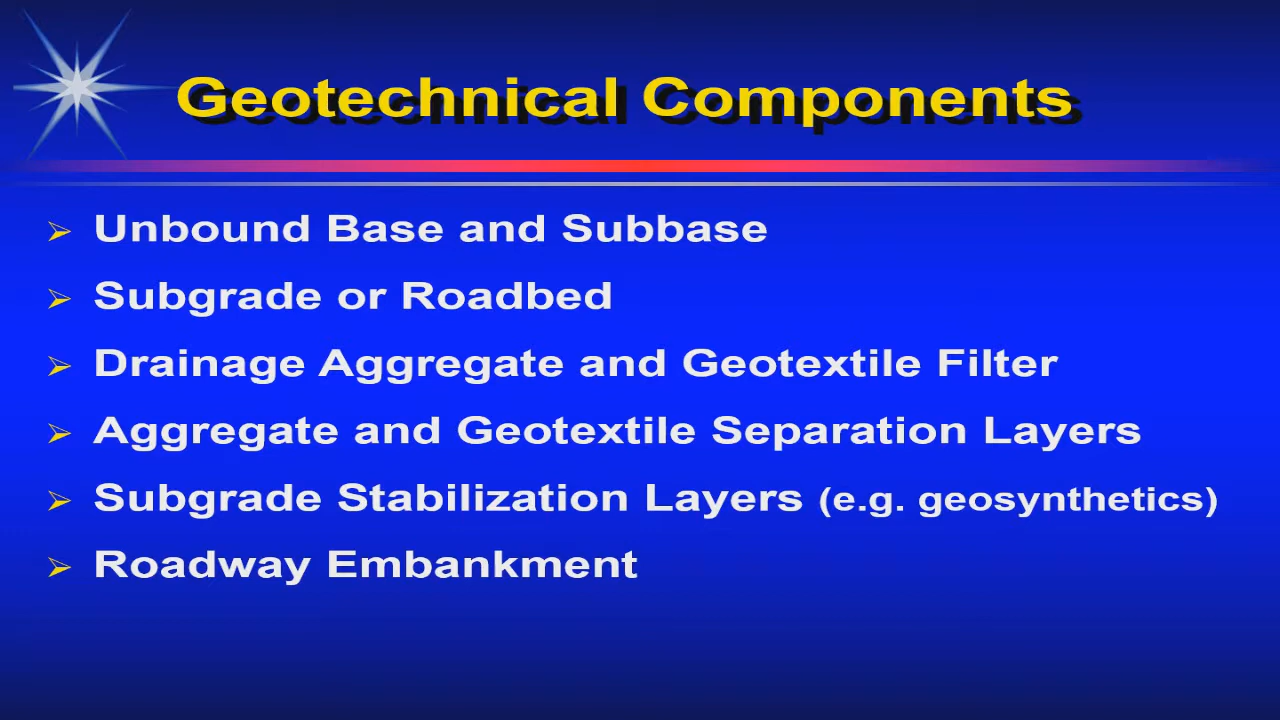 Geotechnical Components
Unbound Base and Subbase
Subgrade or Roadbed
Drainage Aggregate and Geotextile Filter
Aggregate and Geotextile Separation Layers
Subgrade Stabilization Layers (e.g. geosynthetics)
Roadway Embankment